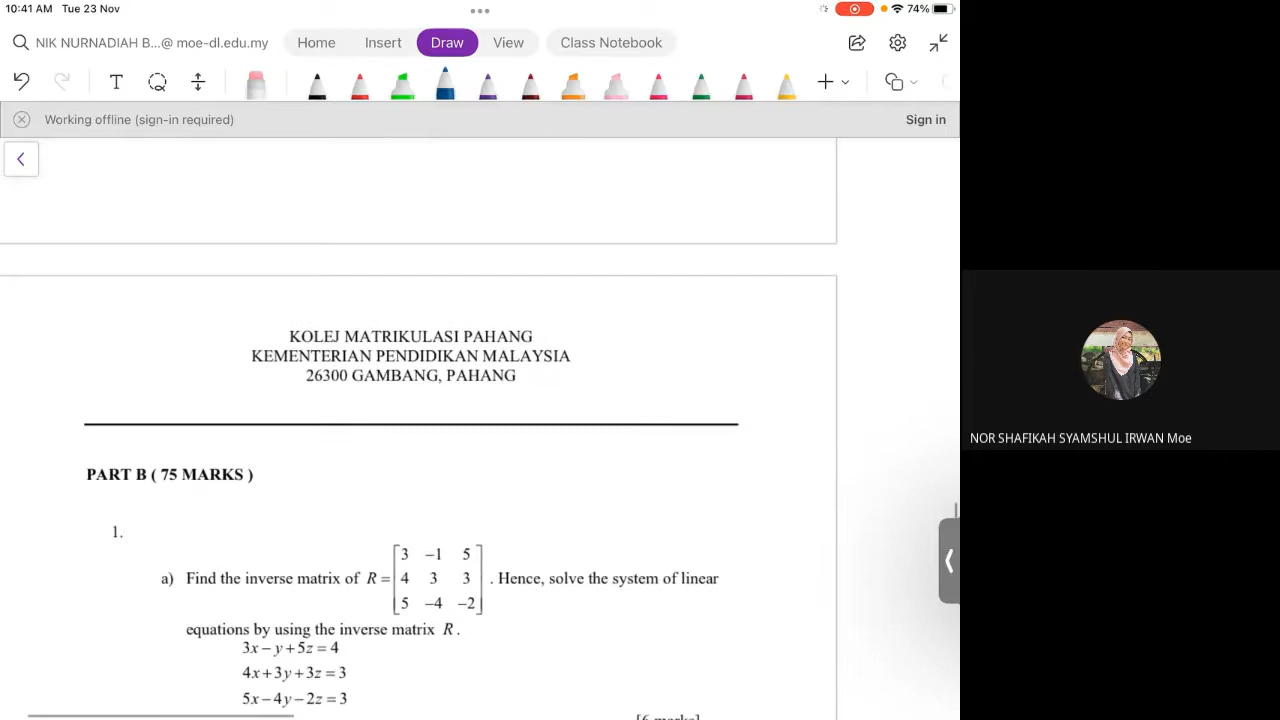 10:41 AM Tue 23 Nov
74%
NIK NURNADIAH B...@ moe-dl.edu.my
Home Insert Draw View Class Notebook
Working offline (sign-in required)
Sign in
KOLEJ MATRIKULASI PAHANG
KEMENTERIAN PENDIDIKAN MALAYSIA
26300 GAMBANG, PAHANG
PART B ( 75 MARKS )
1.
a) Find the inverse matrix of R = [3 −1 5; 4 3 3; 5 −4 −2] . Hence, solve the system of linear
equations by using the inverse matrix R .
3x − y + 5z = 4
4x + 3y + 3z = 3
5x − 4y − 2z = 3
[6 marks]
NOR SHAFIKAH SYAMSHUL IRWAN Moe